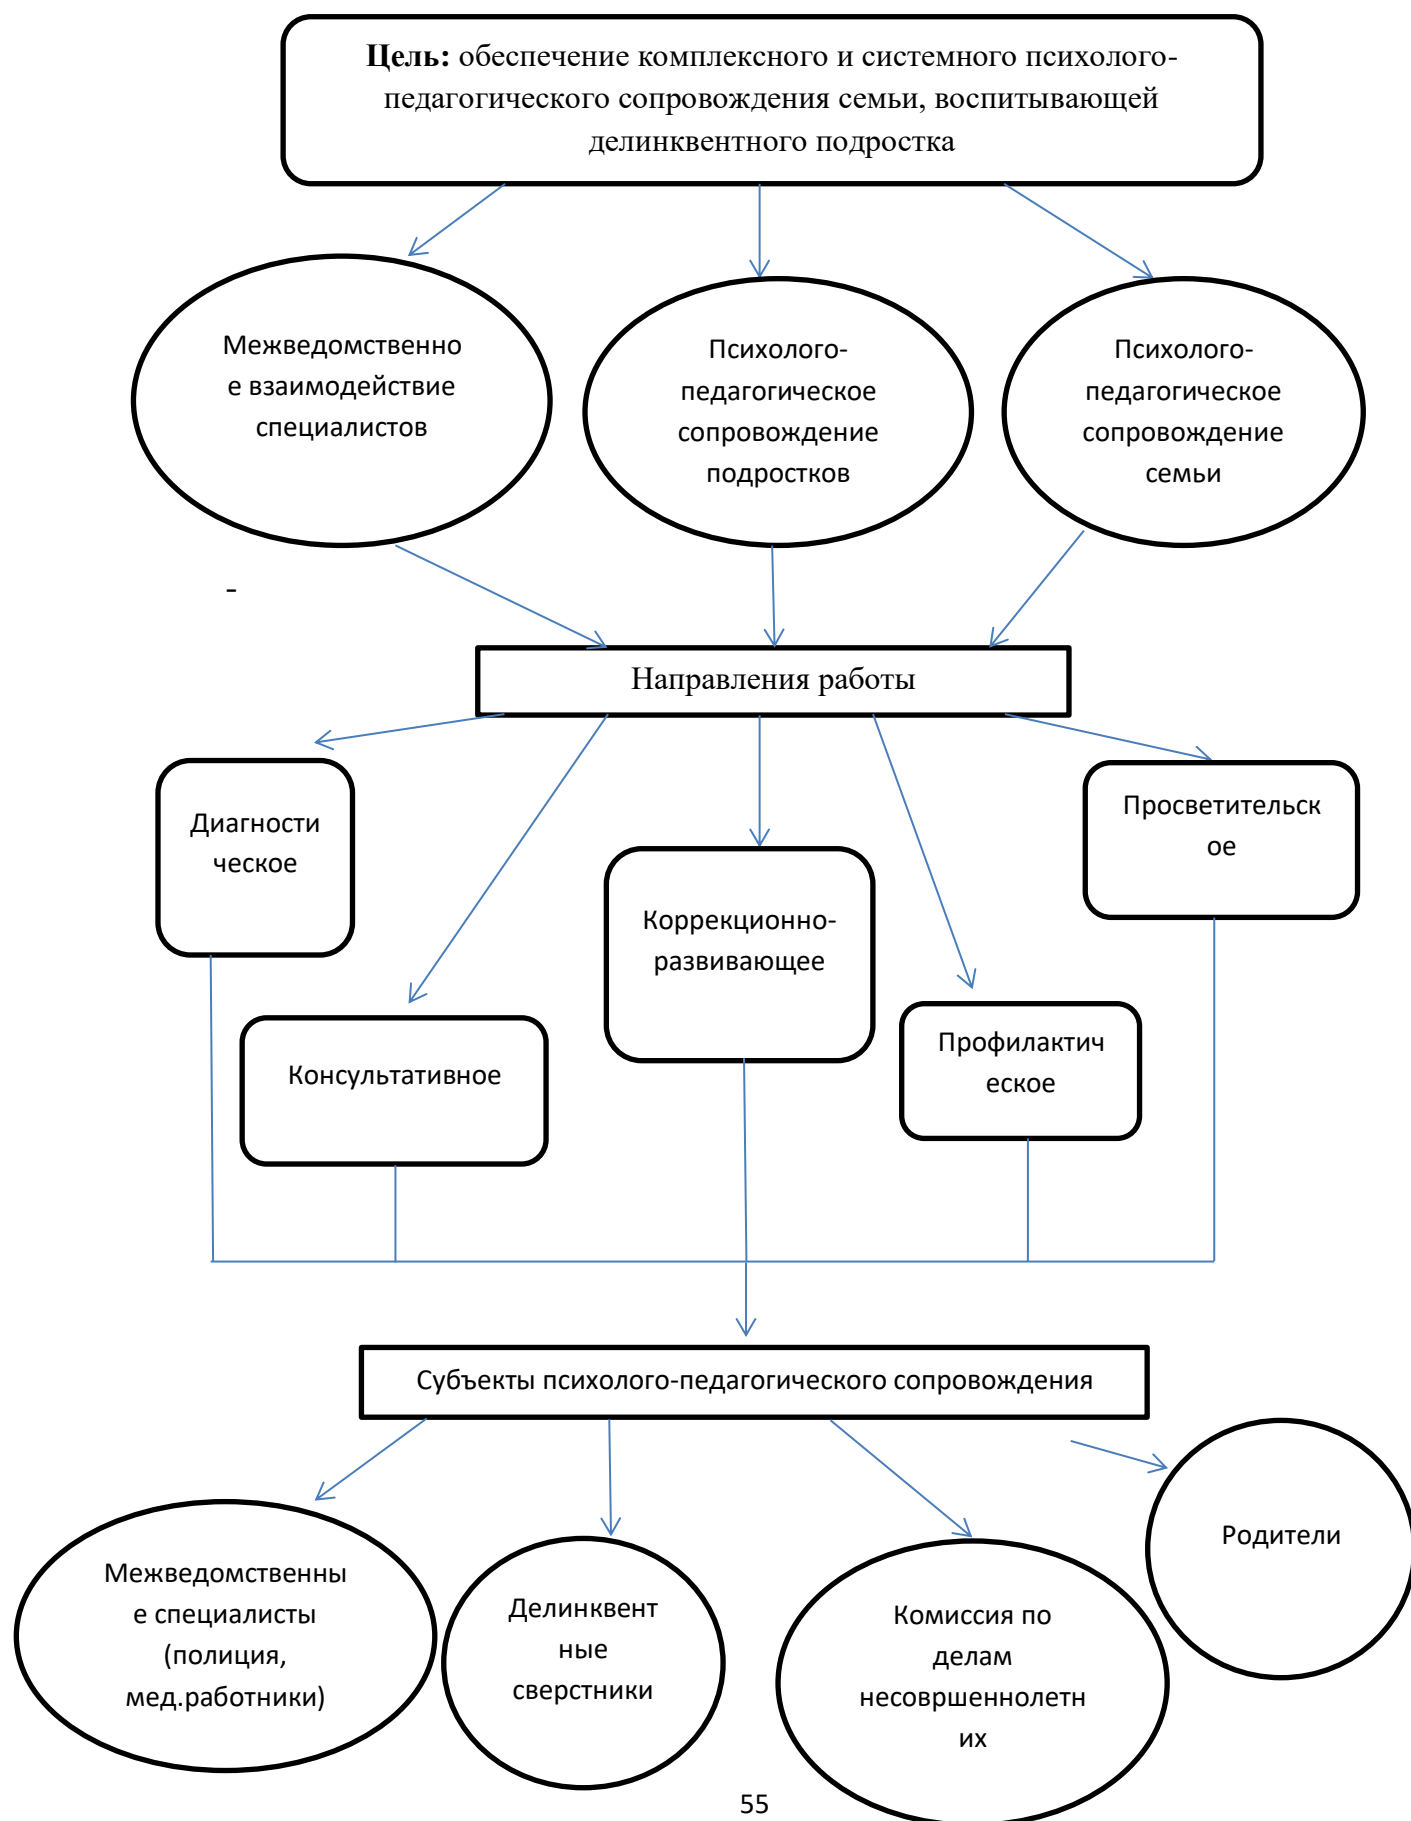 Цель: обеспечение комплексного и системного психолого-
педагогического сопровождения семьи, воспитывающей
делинквентного подростка
Межведомственно
е взаимодействие
специалистов
Психолого-
педагогическое
сопровождение
подростков
Психолого-
педагогическое
сопровождение
семьи
-
Направления работы
Диагности
ческое
Просветительск
ое
Коррекционно-
развивающее
Консультативное
Профилактич
еское
Субъекты психолого-педагогического сопровождения
Межведомственны
е специалисты
(полиция,
мед.работники)
Делинквент
ные
сверстники
Комиссия по
делам
несовршеннолетн
их
Родители
55